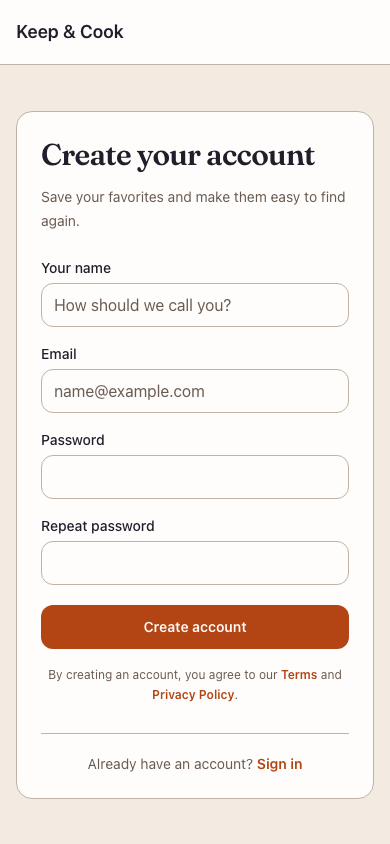 Keep & Cook
Create your account
Save your favorites and make them easy to find
again.
Your name
How should we call you?
Email
name@example.com
Password
Repeat password
Create account
By creating an account, you agree to our Terms and
Privacy Policy.
Already have an account? Sign in